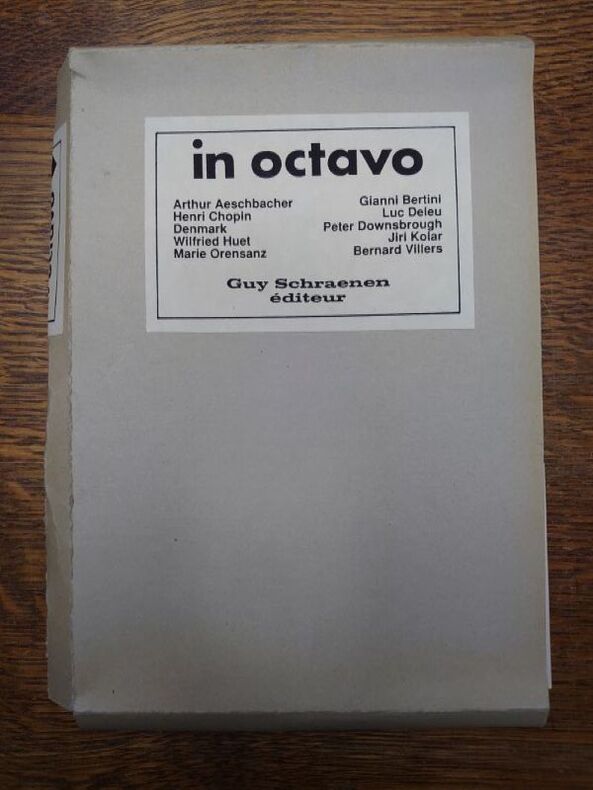 in octavo
Arthur Aeschbacher
Henri Chopin
Denmark
Wilfried Huet
Marie Orensanz
Gianni Bertini
Luc Deleu
Peter Downsbrough
Jiri Kolar
Bernard Villers
Guy Schraenen
éditeur